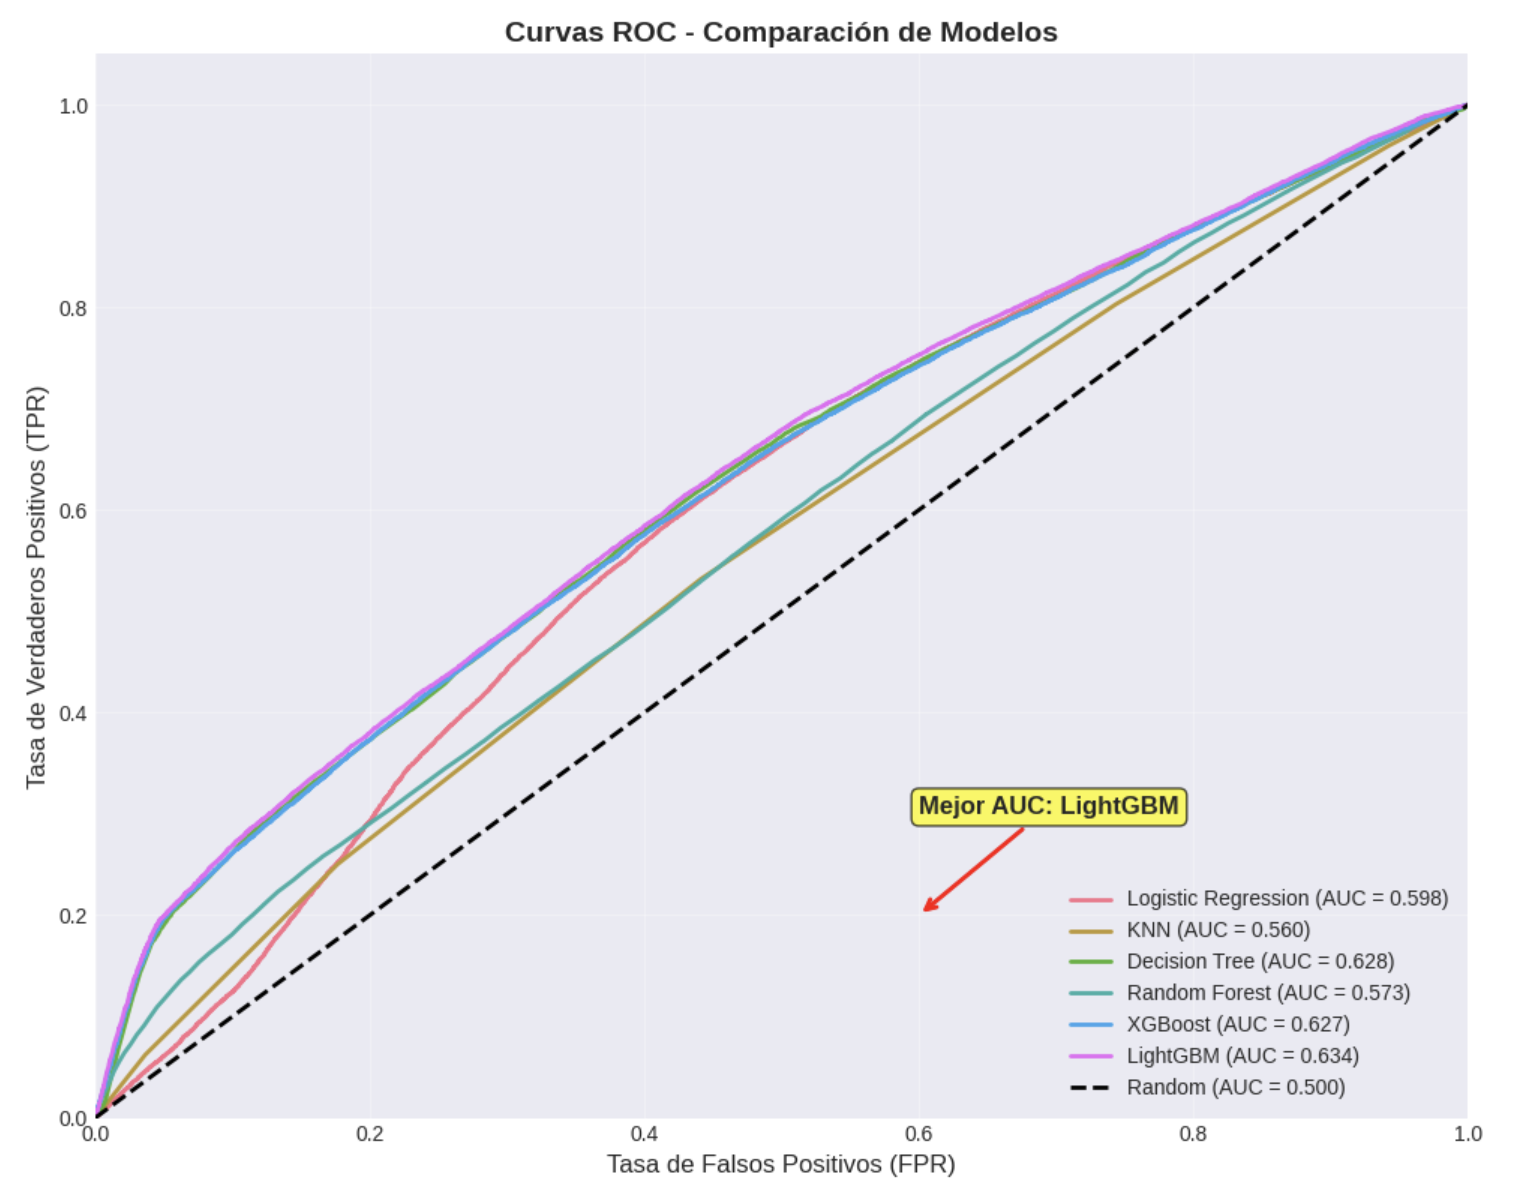 Curvas ROC - Comparación de Modelos
Tasa de Verdaderos Positivos (TPR)
1.0
0.8
0.6
0.4
0.2
0.0
Mejor AUC: LightGBM
Logistic Regression (AUC = 0.598)
KNN (AUC = 0.560)
Decision Tree (AUC = 0.628)
Random Forest (AUC = 0.573)
XGBoost (AUC = 0.627)
LightGBM (AUC = 0.634)
Random (AUC = 0.500)
0.0 0.2 0.4 0.6 0.8 1.0
Tasa de Falsos Positivos (FPR)